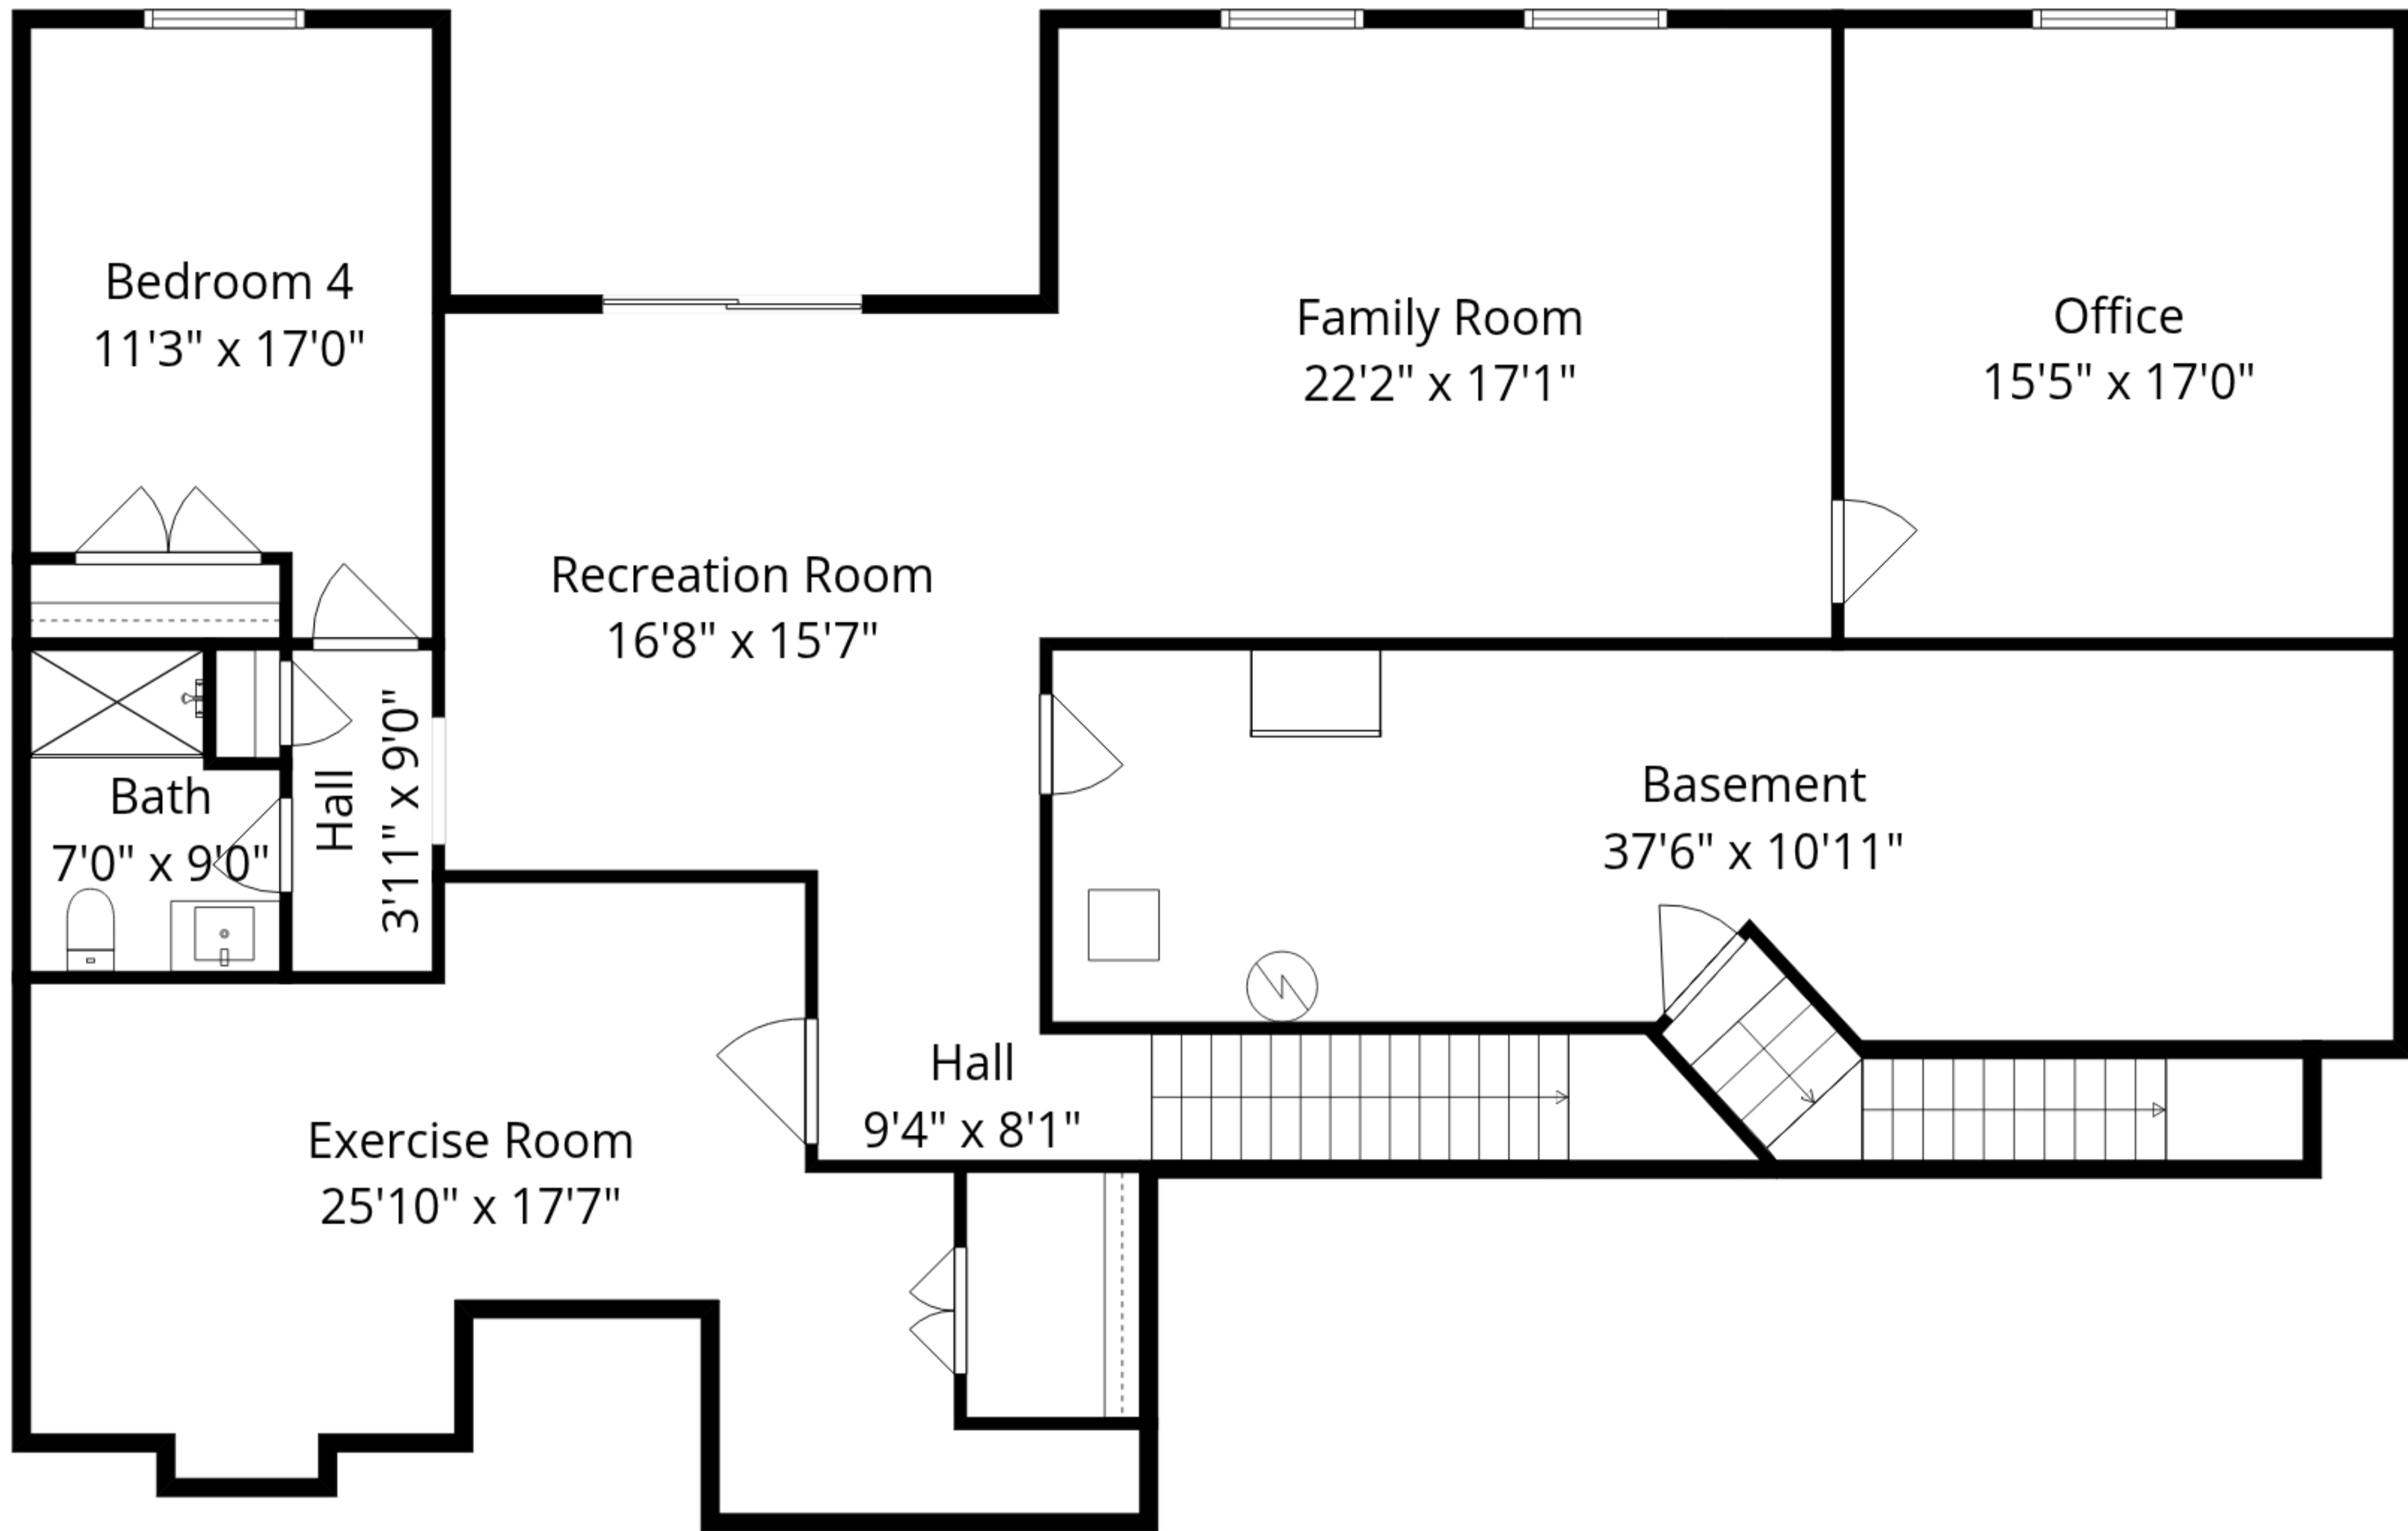 Bedroom 4
11'3" x 17'0"
Family Room
22'2" x 17'1"
Office
15'5" x 17'0"
Recreation Room
16'8" x 15'7"
Bath
7'0" x 9'0"
Hall
3'11" x 9'0"
Basement
37'6" x 10'11"
Hall
9'4" x 8'1"
Exercise Room
25'10" x 17'7"